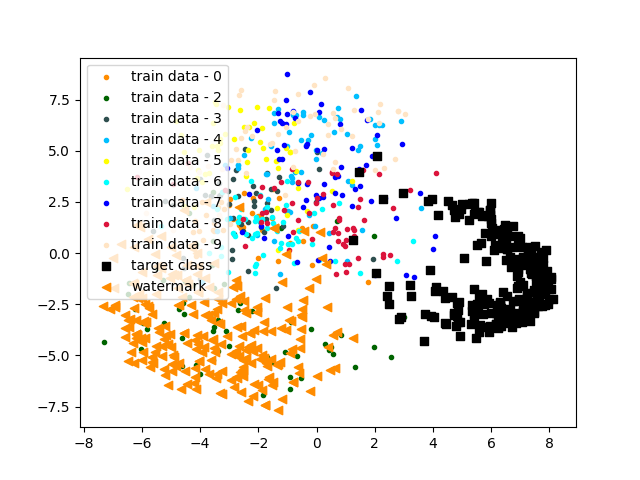 train data - 0
train data - 2
train data - 3
train data - 4
train data - 5
train data - 6
train data - 7
train data - 8
train data - 9
target class
watermark
7.5
5.0
2.5
0.0
−2.5
−5.0
−7.5
−8 −6 −4 −2 0 2 4 6 8